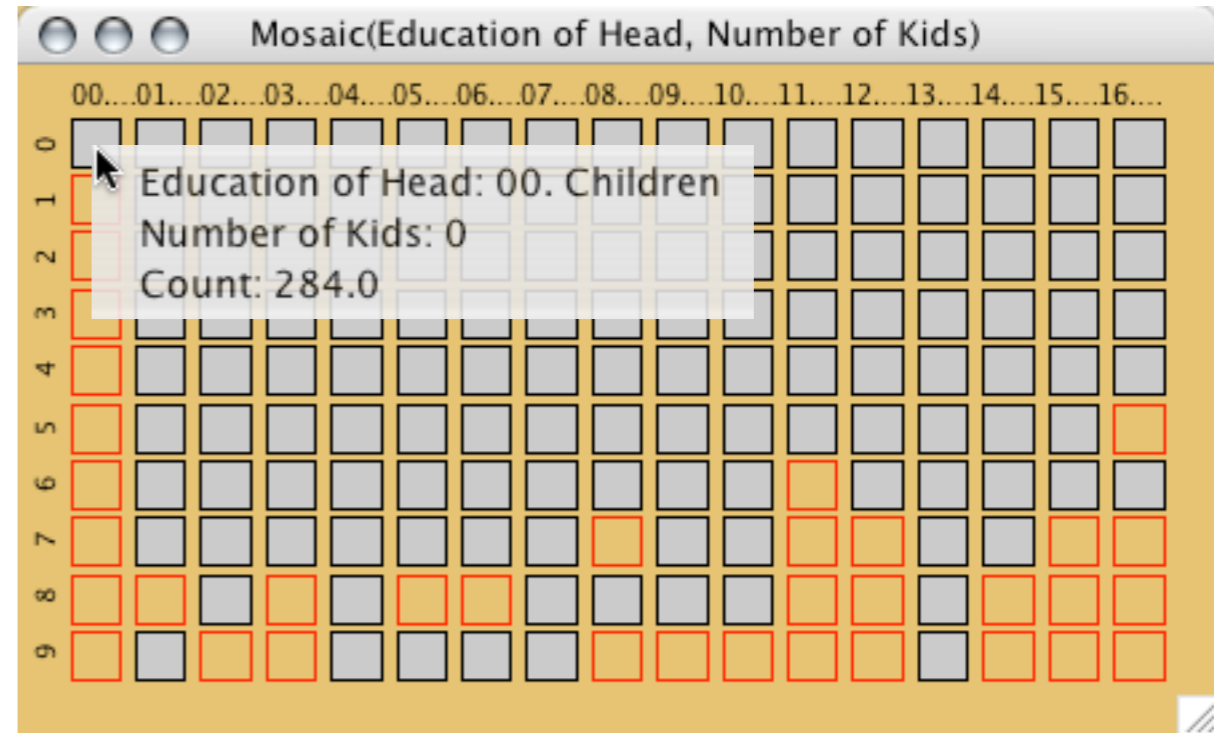 Mosaic(Education of Head, Number of Kids)
00....01....02....03....04....05....06....07....08....09....10....11....12....13....14....15....16....
0
Education of Head: 00. Children
1
Number of Kids: 0
2
Count: 284.0
3
4
5
6
7
8
9